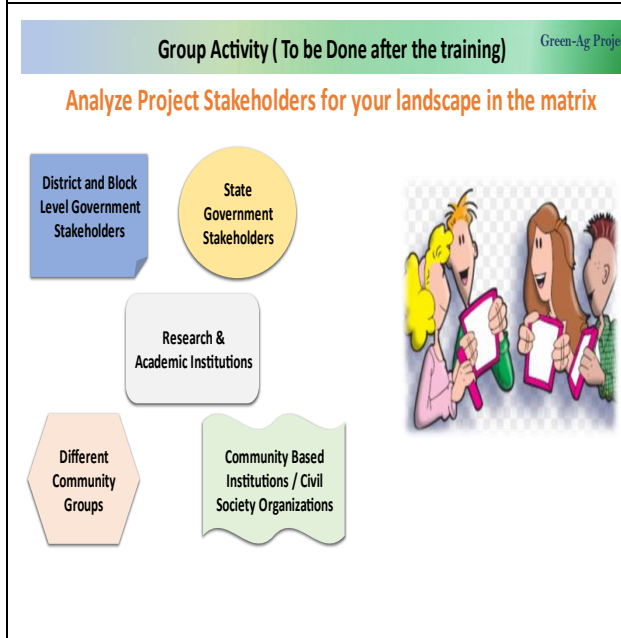 Group Activity ( To be Done after the training)
Green-Ag Proje
Analyze Project Stakeholders for your landscape in the matrix
District and Block
Level Government
Stakeholders
State
Government
Stakeholders
Research &
Academic Institutions
Different
Community
Groups
Community Based
Institutions / Civil
Society Organizations